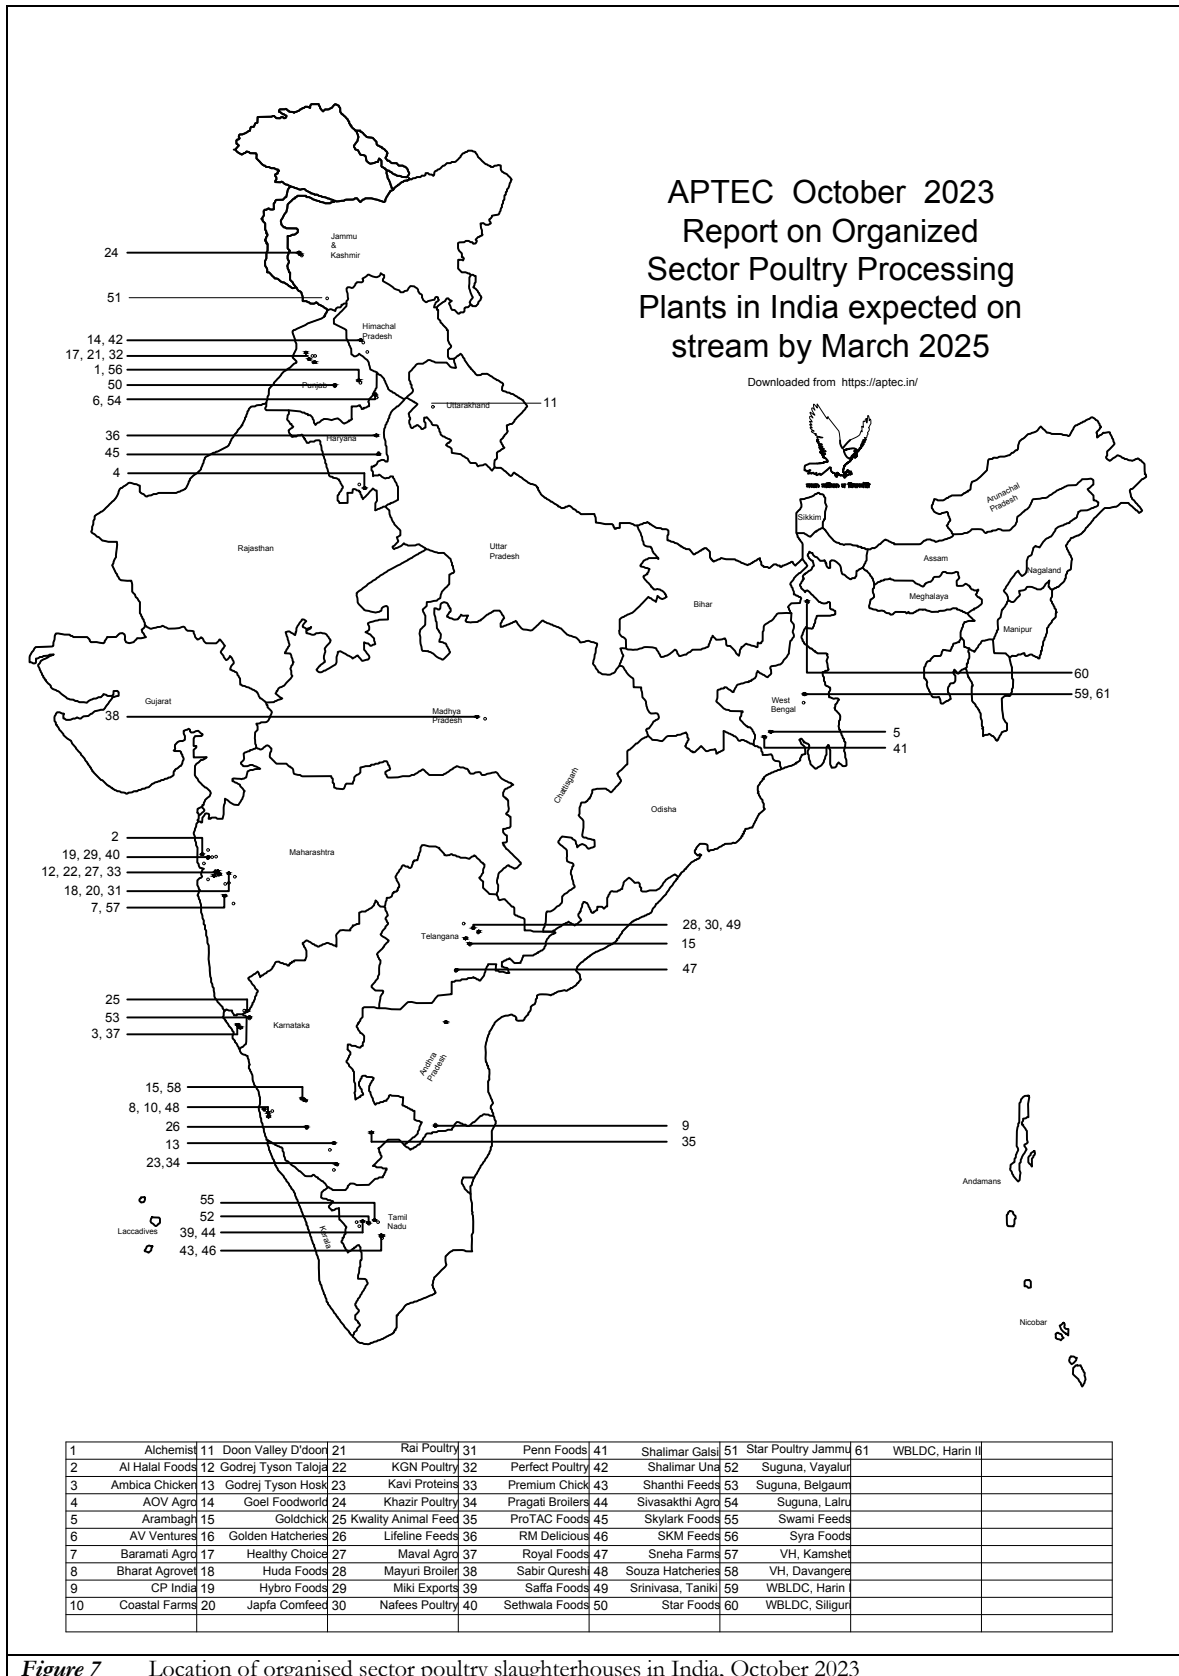 APTEC October 2023
Report on Organized
Sector Poultry Processing
Plants in India expected on
stream by March 2025
Downloaded from https://aptec.in/
Jammu
&
Kashmir
24
51
Himachal
Pradesh
14, 42
17, 21, 32
1, 56
50
Punjab
6, 54
Uttarakhand
11
36
Haryana
45
4
Sikkim
Arunachal
Pradesh
Rajasthan
Uttar
Pradesh
Assam
Nagaland
Bihar
Meghalaya
Manipur
60
59, 61
Gujarat
38
Madhya
Pradesh
West
Bengal
5
41
Chattisgarh
Odisha
2
Maharashtra
19, 29, 40
12, 22, 27, 33
18, 20, 31
7, 57
28, 30, 49
Telangana
15
47
25
53
Karnataka
3, 37
Andhra
Pradesh
15, 58
8, 10, 48
26
9
13
35
23, 34
Andamans
55
52
Tamil
Nadu
Laccadives
39, 44
Kerala
43, 46
Nicobar
1 Alchemist 11 Doon Valley D'doon 21 Rai Poultry 31 Penn Foods 41 Shalimar Galsi 51 Star Poultry Jammu 61 WBLDC, Harin II
2 Al Halal Foods 12 Godrej Tyson Taloja 22 KGN Poultry 32 Perfect Poultry 42 Shalimar Una 52 Suguna, Vayalur
3 Ambica Chicken 13 Godrej Tyson Hosk 23 Kavi Proteins 33 Premium Chick 43 Shanthi Feeds 53 Suguna, Belgaum
4 AOV Agro 14 Goel Foodworld 24 Khazir Poultry 34 Pragati Broilers 44 Sivasakthi Agro 54 Suguna, Lalru
5 Arambagh 15 Goldchick 25 Kwality Animal Feed 35 ProTAC Foods 45 Skylark Foods 55 Swami Feeds
6 AV Ventures 16 Golden Hatcheries 26 Lifeline Feeds 36 RM Delicious 46 SKM Feeds 56 Syra Foods
7 Baramati Agro 17 Healthy Choice 27 Maval Agro 37 Royal Foods 47 Sneha Farms 57 VH, Kamshet
8 Bharat Agrovet 18 Huda Foods 28 Mayuri Broiler 38 Sabir Qureshi 48 Souza Hatcheries 58 VH, Davangere
9 CP India 19 Hybro Foods 29 Miki Exports 39 Saffa Foods 49 Srinivasa, Taniki 59 WBLDC, Harin I
10 Coastal Farms 20 Japfa Comfeed 30 Nafees Poultry 40 Sethwala Foods 50 Star Foods 60 WBLDC, Siliguri
Figure 7 Location of organised sector poultry slaughterhouses in India, October 2023